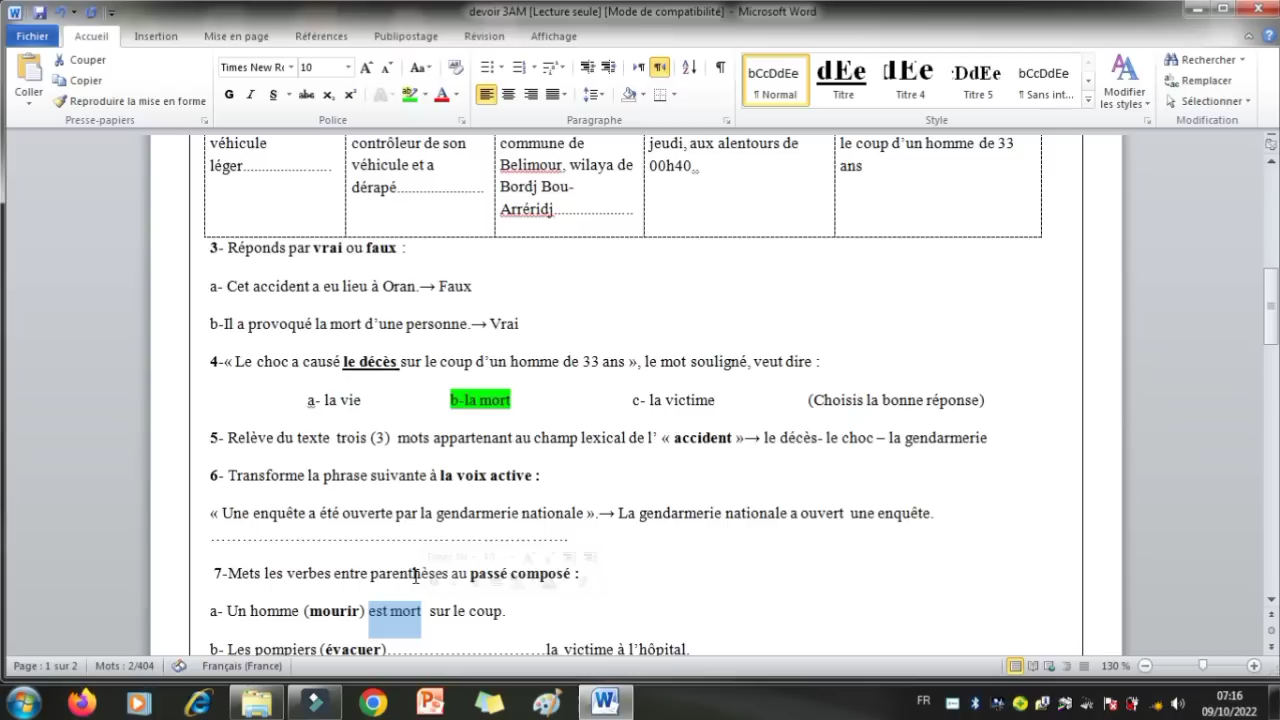 devoir 3AM [Lecture seule] [Mode de compatibilité] - Microsoft Word
Fichier Accueil Insertion Mise en page Références Publipostage Révision Affichage
Coller
Couper
Copier
Reproduire la mise en forme
Presse-papiers
Times New Ro 10
G I S abc x₂ x²
Police
Paragraphe
bCcDdEe dEe dEe :DdEe bCcDdEe
¶ Normal Titre Titre 4 Titre 5 ¶ Sans int...
Style
Modifier les styles
Rechercher
Remplacer
Sélectionner
Modification
véhicule
léger.....................
contrôleur de son
véhicule et a
dérapé.....................
commune de
Belimour, wilaya de
Bordj Bou-
Arréridj...................
jeudi, aux alentours de
00h40..
le coup d’un homme de 33
ans
3- Réponds par vrai ou faux :
a- Cet accident a eu lieu à Oran.→ Faux
b-Il a provoqué la mort d’une personne.→ Vrai
4-« Le choc a causé le décès sur le coup d’un homme de 33 ans », le mot souligné, veut dire :
a- la vie b-la mort c- la victime (Choisis la bonne réponse)
5- Relève du texte trois (3) mots appartenant au champ lexical de l’ « accident »→ le décès- le choc – la gendarmerie
6- Transforme la phrase suivante à la voix active :
« Une enquête a été ouverte par la gendarmerie nationale ».→ La gendarmerie nationale a ouvert une enquête.
......................................................................
7-Mets les verbes entre parenthèses au passé composé :
a- Un homme (mourir) est mort sur le coup.
b- Les pompiers (évacuer)..............................la victime à l’hôpital.
Page : 1 sur 2 Mots : 2/404 Français (France) 130 %
FR 07:16
09/10/2022